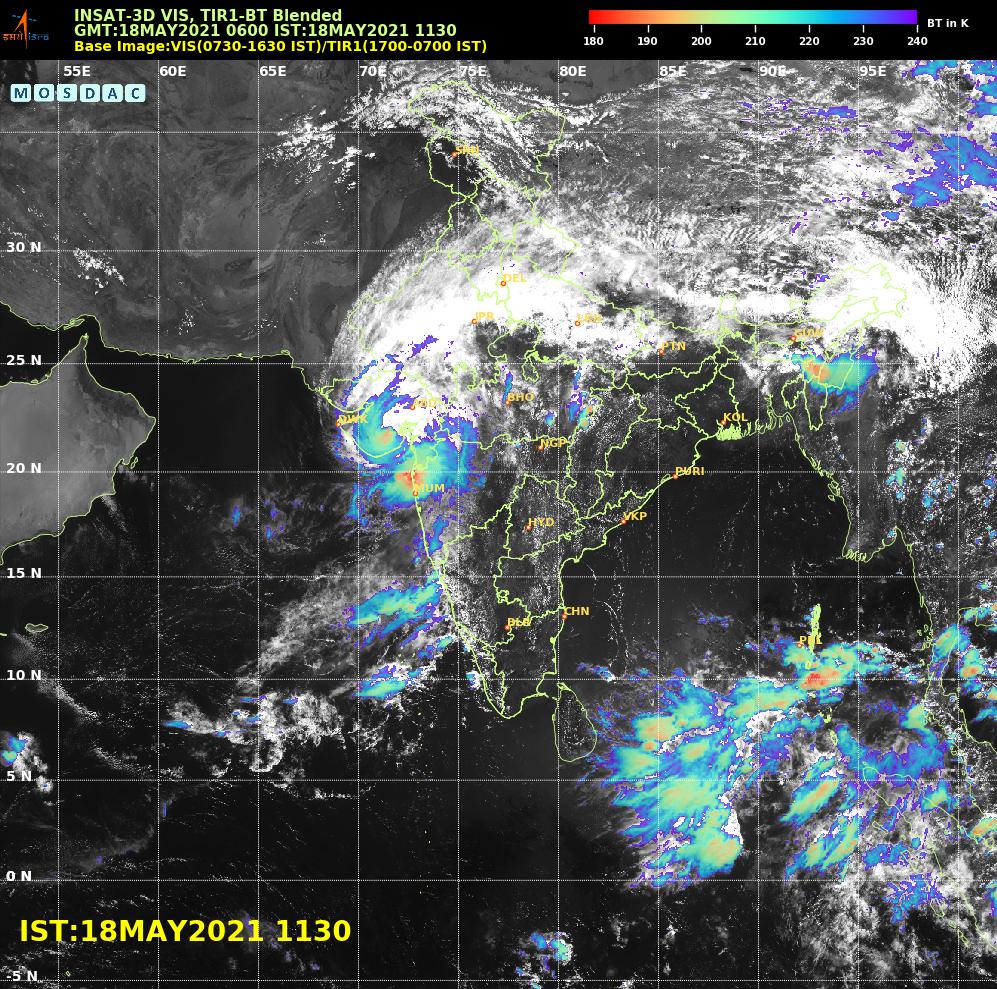 INSAT-3D VIS, TIR1-BT Blended
GMT:18MAY2021 0600 IST:18MAY2021 1130
Base Image:VIS(0730-1630 IST)/TIR1(1700-0700 IST)
BT in K
180 190 200 210 220 230 240
55E 60E 65E 70E 75E 80E 85E 90E 95E
MOSDAC
SRN
30 N
DEL
JPR
PTN
25 N
BHO
DWK
KOL
NGP
20 N
PURI
MUM
HYD
VKP
15 N
CHN
BLR
10 N
5 N
0 N
IST:18MAY2021 1130
-5 N